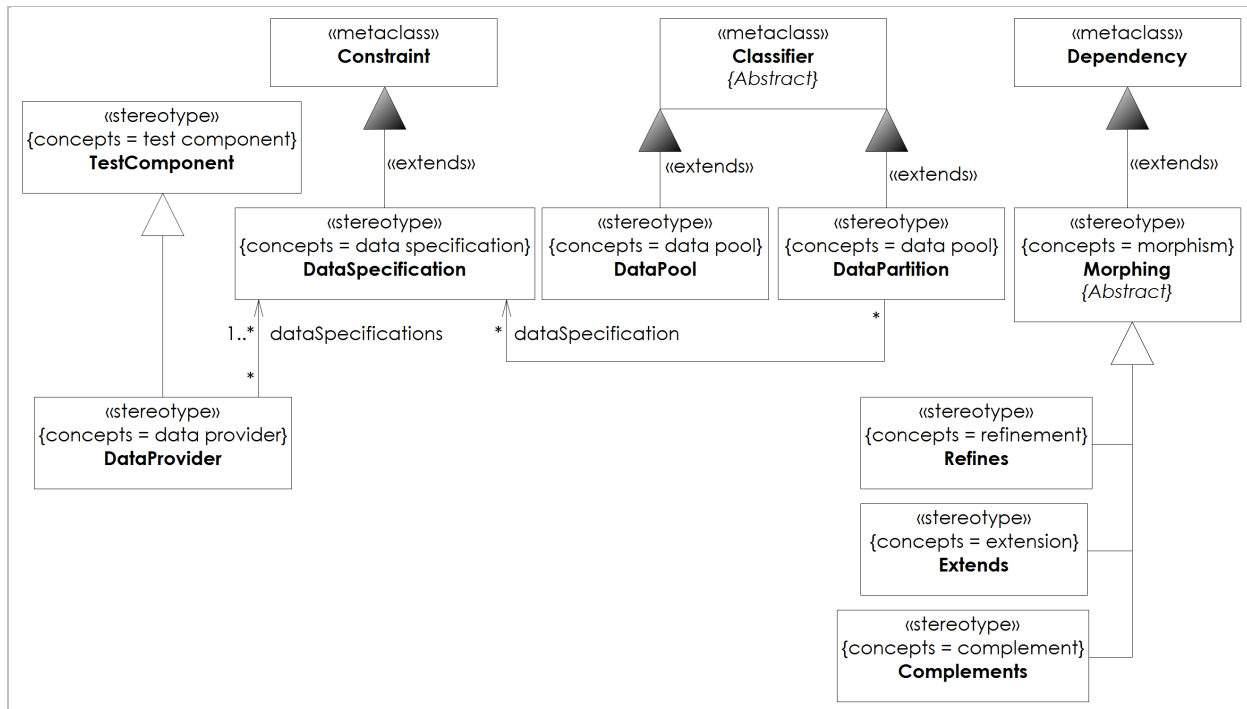 «metaclass»
Constraint
«metaclass»
Classifier
{Abstract}
«metaclass»
Dependency
«stereotype»
{concepts = test component}
TestComponent
«extends»
«extends»
«extends»
«extends»
«stereotype»
{concepts = data specification}
DataSpecification
«stereotype»
{concepts = data pool}
DataPool
«stereotype»
{concepts = data pool}
DataPartition
«stereotype»
{concepts = morphism}
Morphing
{Abstract}
1..* dataSpecifications
*
* dataSpecification
*
«stereotype»
{concepts = data provider}
DataProvider
«stereotype»
{concepts = refinement}
Refines
«stereotype»
{concepts = extension}
Extends
«stereotype»
{concepts = complement}
Complements